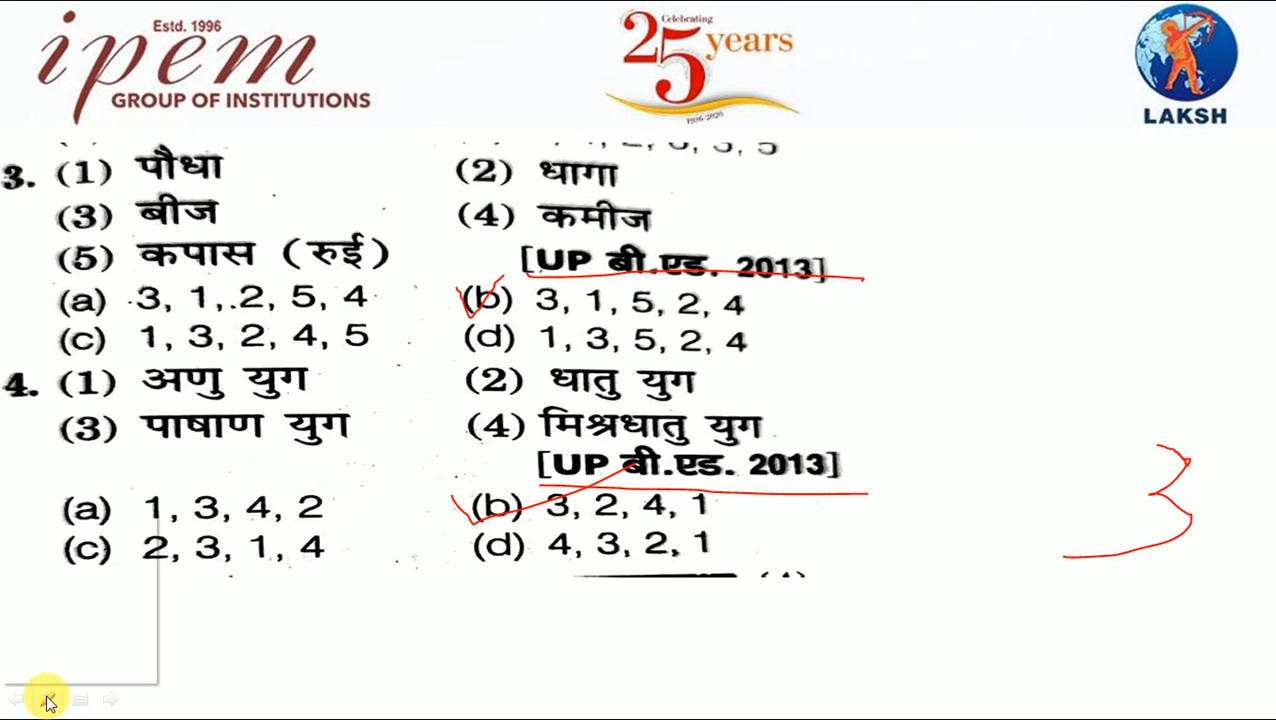 Estd. 1996
ipem
GROUP OF INSTITUTIONS
Celebrating
25 years
1996-2020
LAKSH
3. (1) पौधा (2) धागा
(3) बीज (4) कमीज
(5) कपास (रुई) [UP बी.एड. 2013]
(a) 3, 1, 2, 5, 4 (b) 3, 1, 5, 2, 4
(c) 1, 3, 2, 4, 5 (d) 1, 3, 5, 2, 4
4. (1) अणु युग (2) धातु युग
(3) पाषाण युग (4) मिश्रधातु युग
[UP बी.एड. 2013]
(a) 1, 3, 4, 2 (b) 3, 2, 4, 1
(c) 2, 3, 1, 4 (d) 4, 3, 2, 1
3